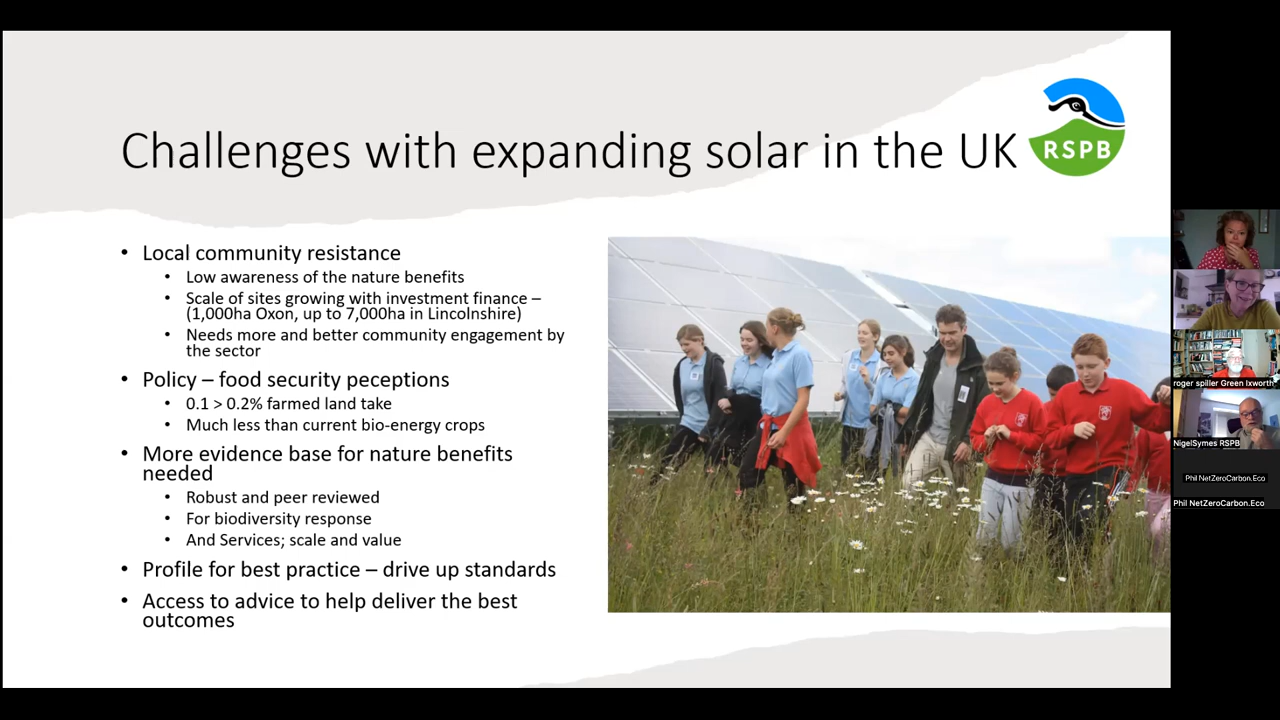 Challenges with expanding solar in the UK
RSPB
• Local community resistance
• Low awareness of the nature benefits
• Scale of sites growing with investment finance –
(1,000ha Oxon, up to 7,000ha in Lincolnshire)
• Needs more and better community engagement by
the sector
• Policy – food security peceptions
• 0.1 > 0.2% farmed land take
• Much less than current bio-energy crops
• More evidence base for nature benefits
needed
• Robust and peer reviewed
• For biodiversity response
• And Services; scale and value
• Profile for best practice – drive up standards
• Access to advice to help deliver the best
outcomes
roger spiller Green Ixworth
NigelSymes RSPB
Phil NetZeroCarbon.Eco
Phil NetZeroCarbon.Eco